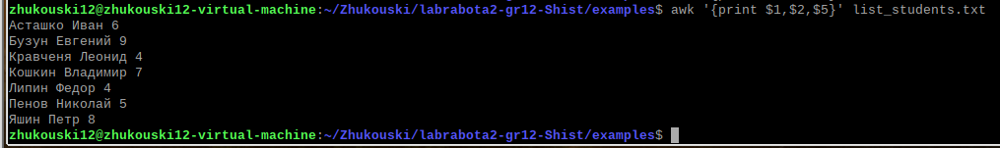 zhukouski12@zhukouski12-virtual-machine:~/Zhukouski/labrabota2-gr12-Shist/examples$ awk '{print $1,$2,$5}' list_students.txt
Асташко Иван 6
Бузун Евгений 9
Кравченя Леонид 4
Кошкин Владимир 7
Липин Федор 4
Пенов Николай 5
Яшин Петр 8
zhukouski12@zhukouski12-virtual-machine:~/Zhukouski/labrabota2-gr12-Shist/examples$